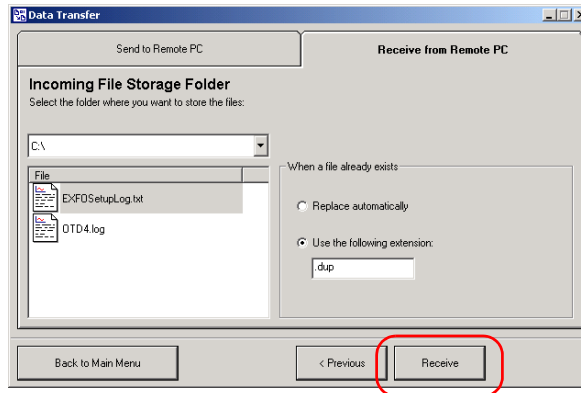 Data Transfer
Send to Remote PC
Receive from Remote PC
Incoming File Storage Folder
Select the folder where you want to store the files:
C:\
File
EXFOSetupLog.txt
OTD4.log
When a file already exists
Replace automatically
Use the following extension:
.dup
Back to Main Menu
< Previous
Receive